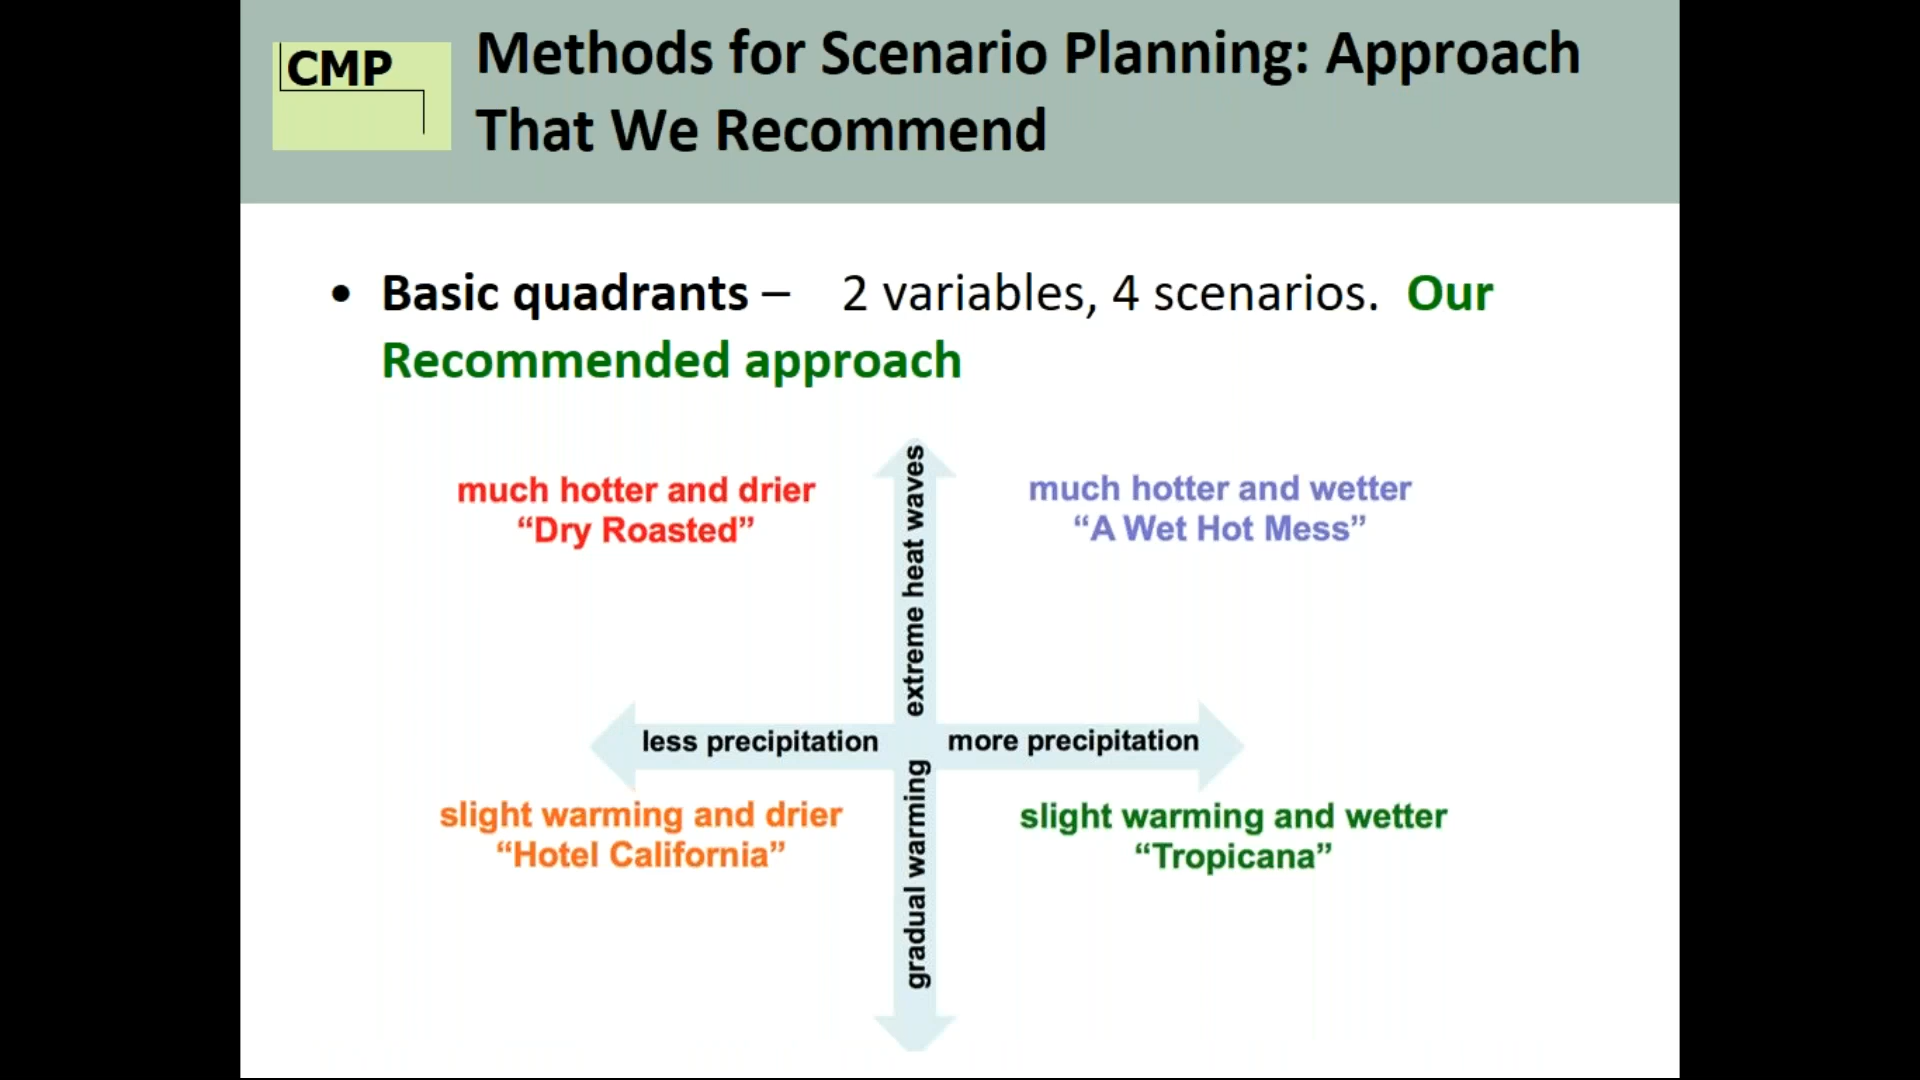 CMP
Methods for Scenario Planning: Approach
That We Recommend
• Basic quadrants – 2 variables, 4 scenarios. Our
Recommended approach
much hotter and drier
“Dry Roasted”
extreme heat waves
much hotter and wetter
“A Wet Hot Mess”
less precipitation
more precipitation
slight warming and drier
“Hotel California”
gradual warming
slight warming and wetter
“Tropicana”